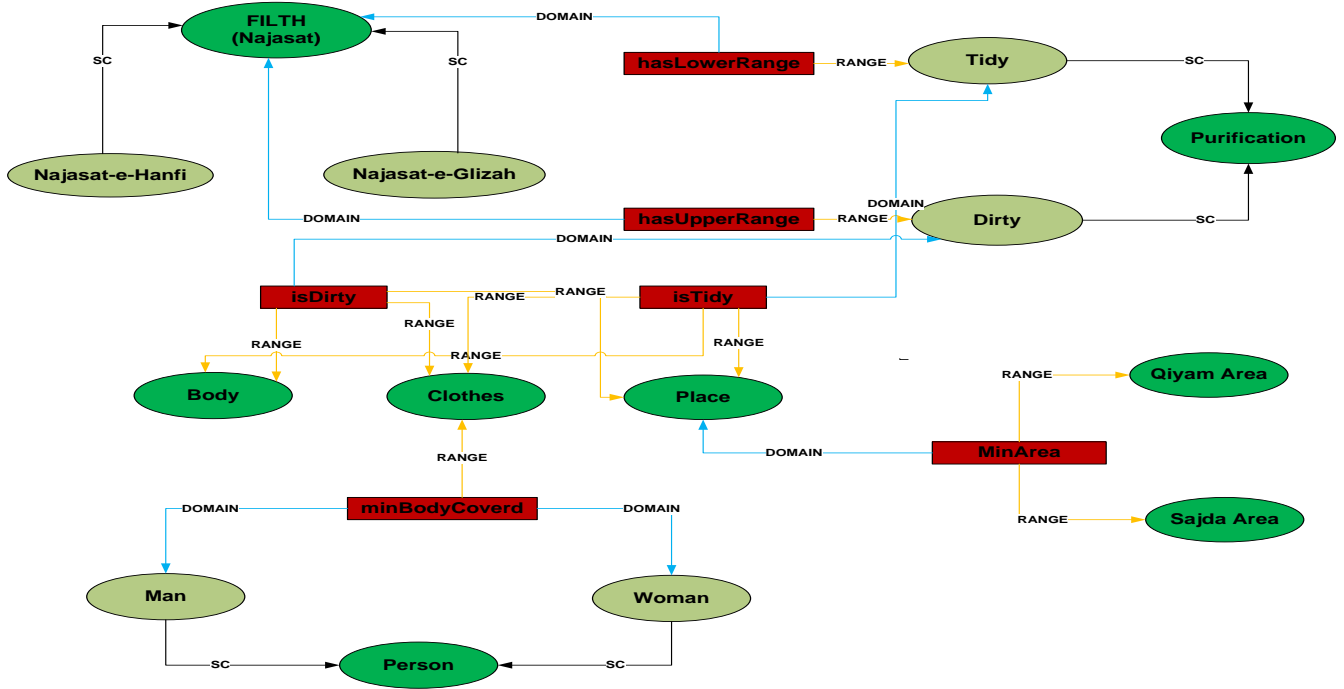 DOMAIN
FILTH
(Najasat)
SC
SC
hasLowerRange
RANGE
Tidy
SC
Purification
Najasat-e-Hanfi
Najasat-e-Glizah
DOMAIN
hasUpperRange
RANGE
DOMAIN
Dirty
SC
DOMAIN
isDirty
RANGE
RANGE
isTidy
RANGE
RANGE
RANGE
RANGE
Body
Clothes
Place
RANGE
Qiyam Area
RANGE
DOMAIN
MinArea
DOMAIN
minBodyCoverd
DOMAIN
RANGE
Sajda Area
Man
Woman
SC
Person
SC